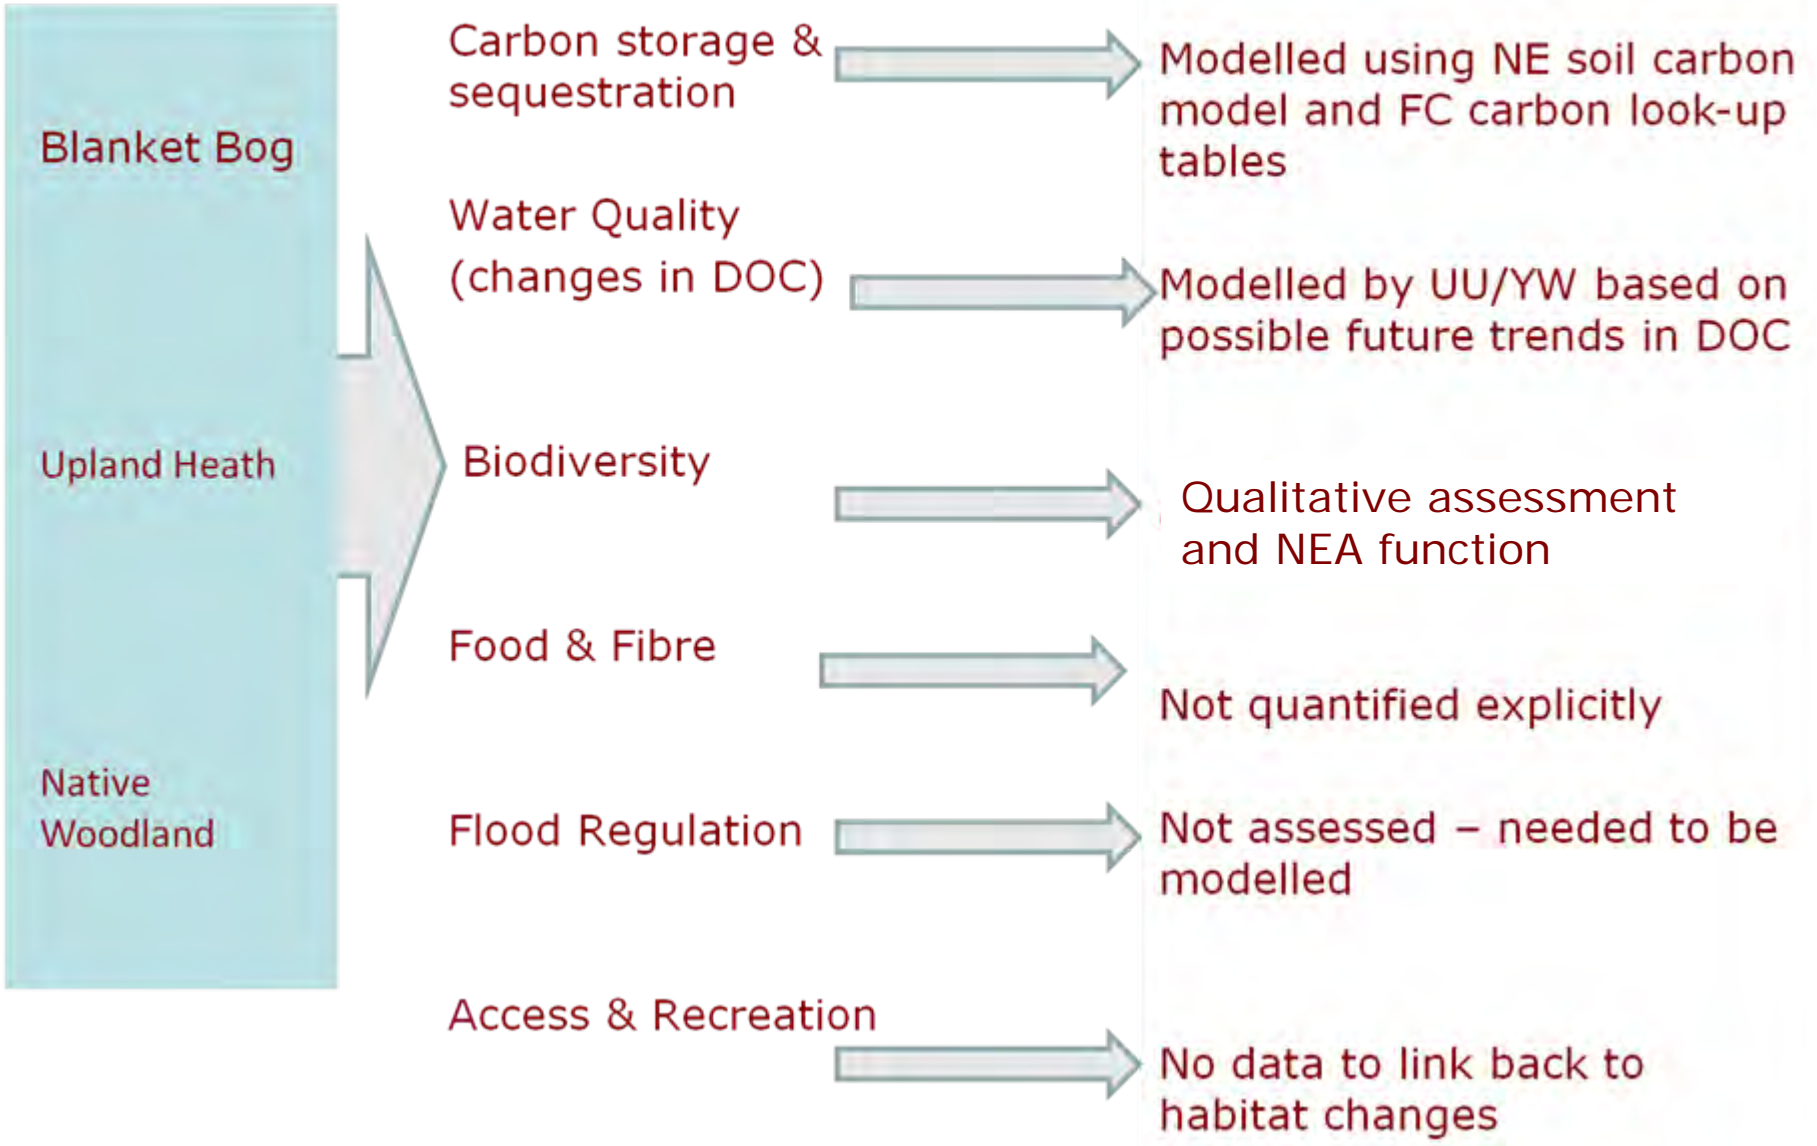 Blanket Bog
Upland Heath
Native
Woodland
Carbon storage &
sequestration
Water Quality
(changes in DOC)
Biodiversity
Food & Fibre
Flood Regulation
Access & Recreation
Modelled using NE soil carbon
model and FC carbon look-up
tables
Modelled by UU/YW based on
possible future trends in DOC
Qualitative assessment
and NEA function
Not quantified explicitly
Not assessed – needed to be
modelled
No data to link back to
habitat changes